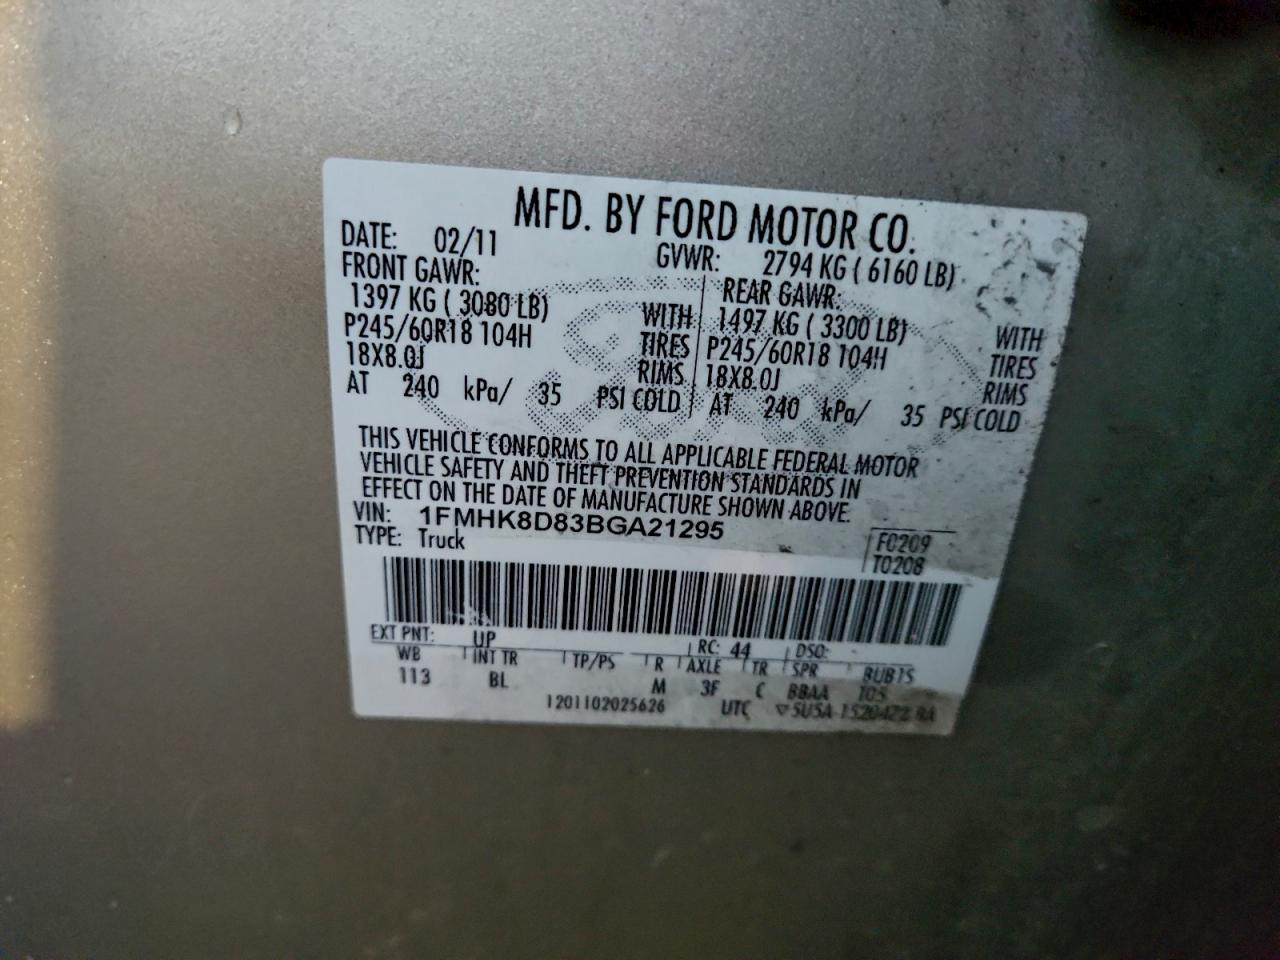 MFD. BY FORD MOTOR CO.
DATE: 02/11 GVWR: 2794 KG ( 6160 LB)
FRONT GAWR: REAR GAWR:
1397 KG ( 3080 LB) WITH 1497 KG ( 3300 LB) WITH
P245/60R18 104H TIRES P245/60R18 104H TIRES
18X8.0J RIMS 18X8.0J RIMS
AT 240 kPa/ 35 PSI COLD AT 240 kPa/ 35 PSI COLD
THIS VEHICLE CONFORMS TO ALL APPLICABLE FEDERAL MOTOR
VEHICLE SAFETY AND THEFT PREVENTION STANDARDS IN
EFFECT ON THE DATE OF MANUFACTURE SHOWN ABOVE.
VIN: 1FMHK8D83BGA21295 F0209
TYPE: Truck T0208
EXT PNT: UP RC: 44 DSO:
WB INT TR TP/PS R AXLE TR SPR
113 BL M 3F C BBAA
1201102025626 UTC